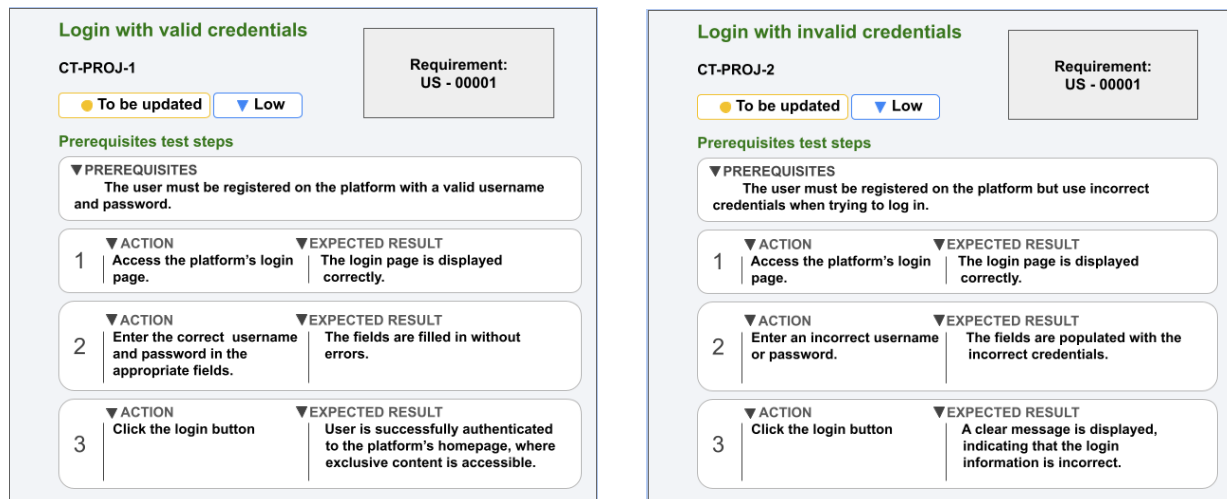 Login with valid credentials
CT-PROJ-1
Requirement:
US - 00001
To be updated
Low
Prerequisites test steps
PREREQUISITES
The user must be registered on the platform with a valid username
and password.
1
ACTION
Access the platform's login
page.
EXPECTED RESULT
The login page is displayed
correctly.
2
ACTION
Enter the correct username
and password in the
appropriate fields.
EXPECTED RESULT
The fields are filled in without
errors.
3
ACTION
Click the login button
EXPECTED RESULT
User is successfully authenticated
to the platform's homepage, where
exclusive content is accessible.
Login with invalid credentials
CT-PROJ-2
Requirement:
US - 00001
To be updated
Low
Prerequisites test steps
PREREQUISITES
The user must be registered on the platform but use incorrect
credentials when trying to log in.
1
ACTION
Access the platform's login
page.
EXPECTED RESULT
The login page is displayed
correctly.
2
ACTION
Enter an incorrect username
or password.
EXPECTED RESULT
The fields are populated with the
incorrect credentials.
3
ACTION
Click the login button
EXPECTED RESULT
A clear message is displayed,
indicating that the login
information is incorrect.